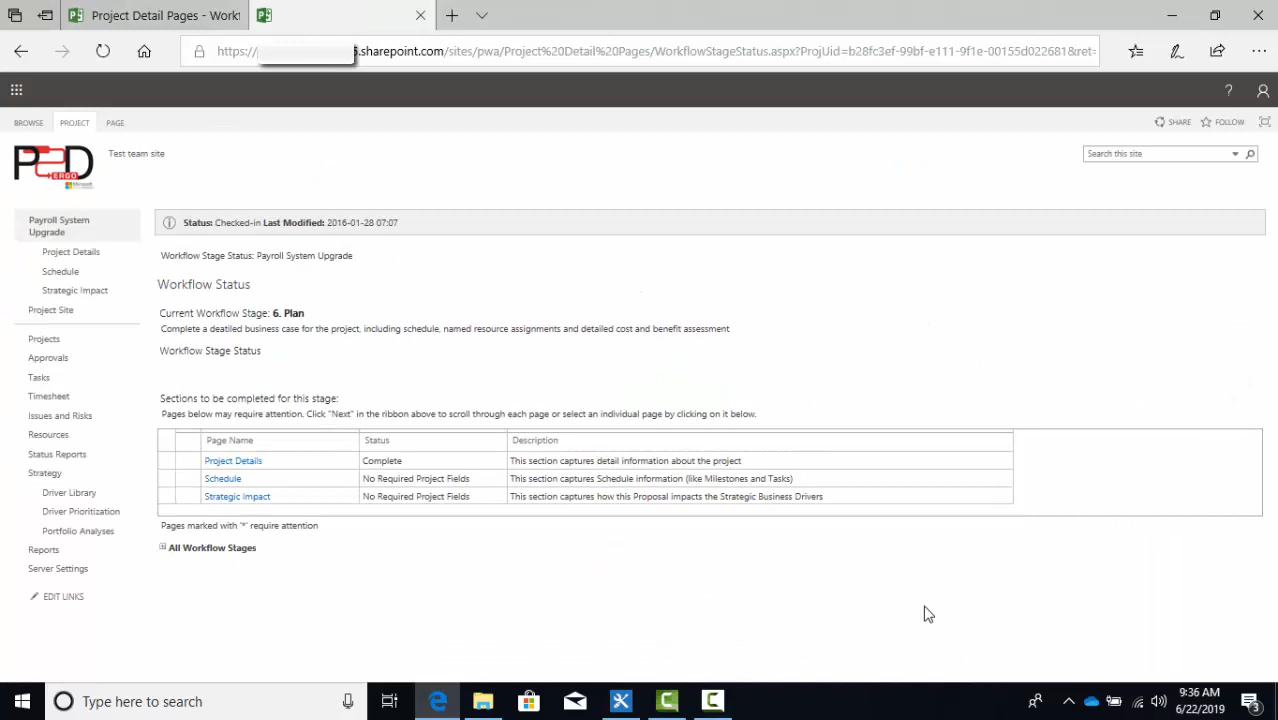 Project Detail Pages - Work
https://
.sharepoint.com/sites/pwa/Project%20Detail%20Pages/WorkflowStageStatus.aspx?ProjUid=b28fc3ef-99bf-e111-9f1e-00155d022681&ret=
?
BROWSE PROJECT PAGE
SHARE FOLLOW
P2D
ERGO
Microsoft
Test team site
Search this site
Payroll System
Upgrade
Project Details
Schedule
Strategic Impact
Project Site
Projects
Approvals
Tasks
Timesheet
Issues and Risks
Resources
Status Reports
Strategy
Driver Library
Driver Prioritization
Portfolio Analyses
Reports
Server Settings
EDIT LINKS
Status: Checked-in Last Modified: 2016-01-28 07:07
Workflow Stage Status: Payroll System Upgrade
Workflow Status
Current Workflow Stage: 6. Plan
Complete a deatiled business case for the project, including schedule, named resource assignments and detailed cost and benefit assessment
Workflow Stage Status
Sections to be completed for this stage:
Pages below may require attention. Click "Next" in the ribbon above to scroll through each page or select an individual page by clicking on it below.
Page Name Status Description
Project Details Complete This section captures detail information about the project
Schedule No Required Project Fields This section captures Schedule information (like Milestones and Tasks)
Strategic Impact No Required Project Fields This section captures how this Proposal impacts the Strategic Business Drivers
Pages marked with '*' require attention
All Workflow Stages
Type here to search
9:36 AM
6/22/2019
3